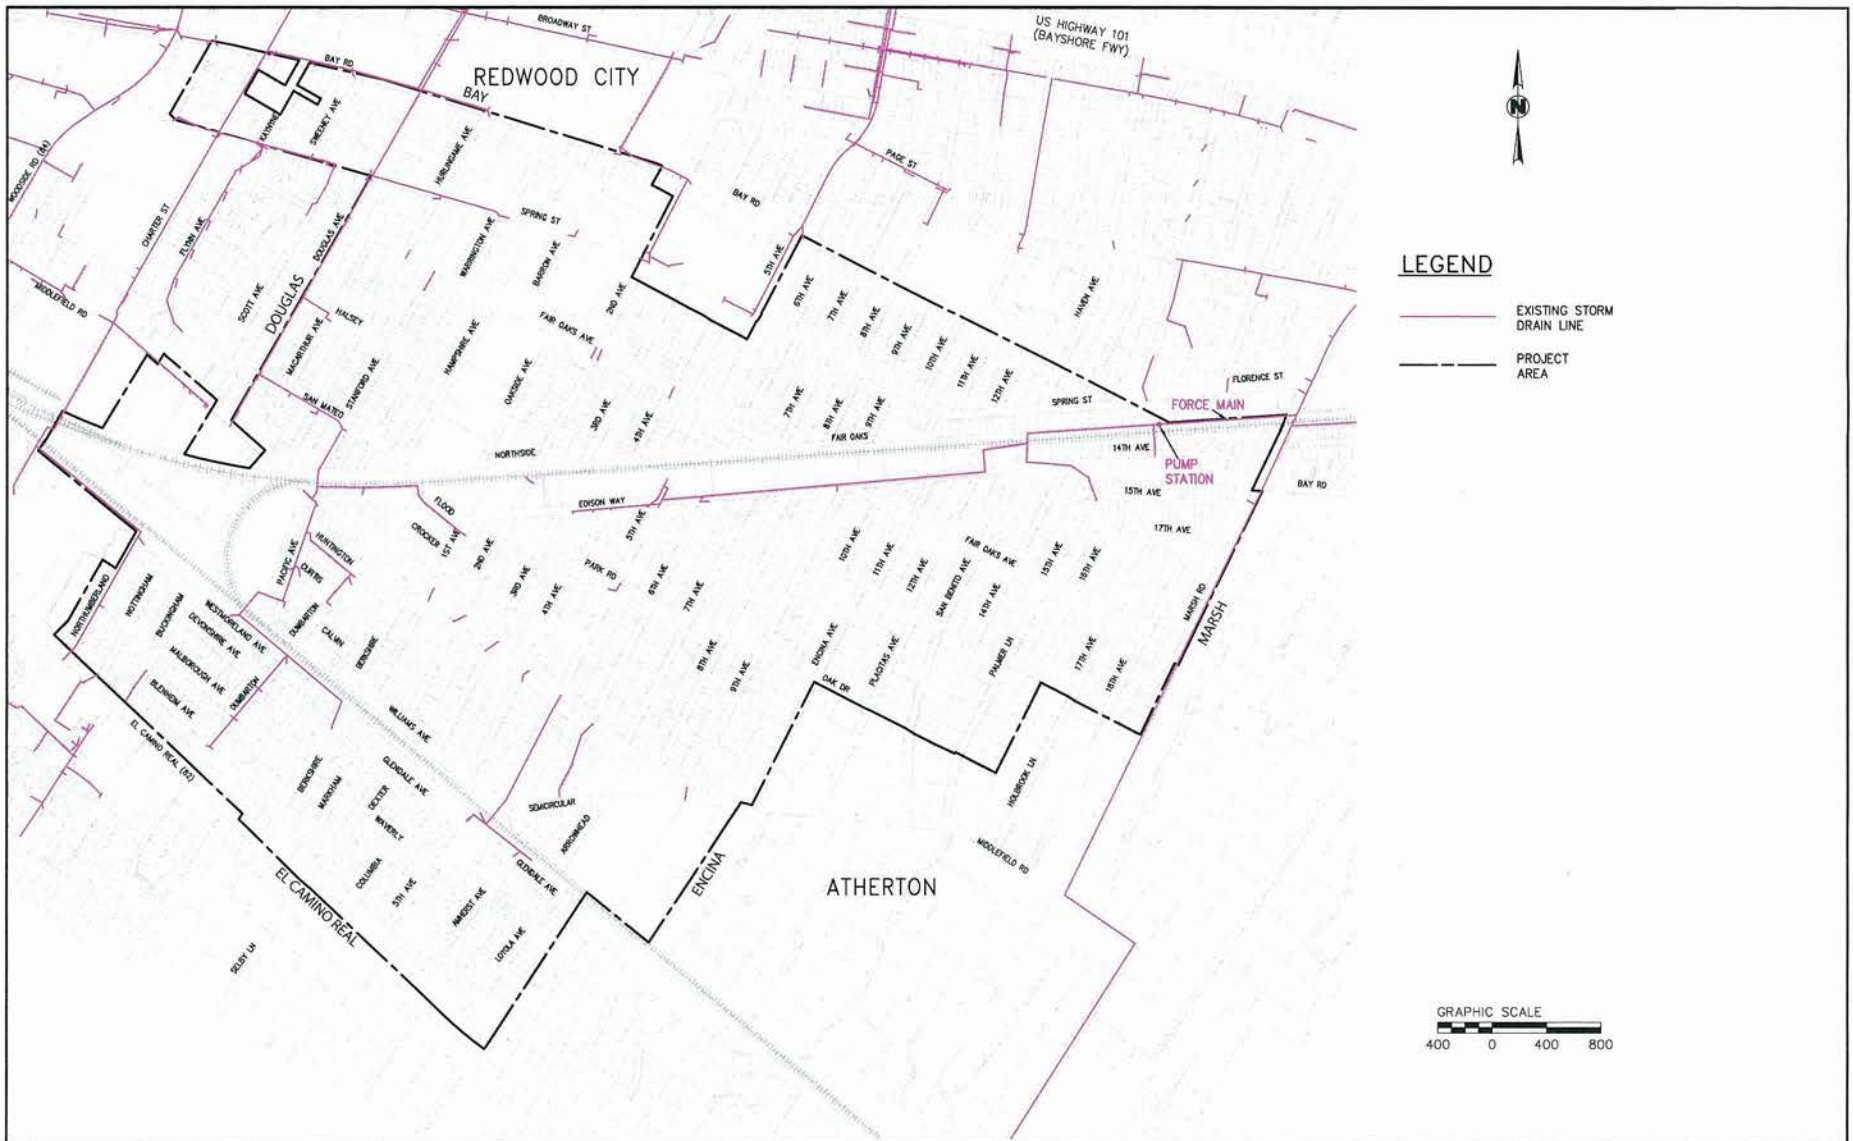 BROADWAY ST
US HIGHWAY 101
(BAYSHORE FWY)
BAY RD
REDWOOD CITY
BAY
SWEENEY AVE
HURLINGAME AVE
WOODSIDE RD (84)
PAGE ST
BAY RD
CHARTER ST
FLYNN AVE
DOUGLAS AVE
SPRING ST
WARRINGTON AVE
BARRON AVE
5TH AVE
LEGEND
EXISTING STORM
DRAIN LINE
PROJECT
AREA
MIDDLEFIELD RD
SCOTT AVE
DOUGLAS
HALSEY
MACARTHUR AVE
2ND AVE
FAIR OAKS AVE
6TH AVE
7TH AVE
8TH AVE
9TH AVE
10TH AVE
11TH AVE
12TH AVE
HAVEN AVE
STANFORD AVE
HAMPSHIRE AVE
OAKSIDE AVE
SAN MATEO
3RD AVE
4TH AVE
7TH AVE
8TH AVE
9TH AVE
SPRING ST
FLORENCE ST
FORCE MAIN
FAIR OAKS
NORTHSIDE
14TH AVE
PUMP
STATION
15TH AVE
BAY RD
EDISON WAY
FLOOD
CROCKER
1ST AVE
2ND AVE
5TH AVE
17TH AVE
HUNTINGTON
PACIFIC AVE
DUMBARTON
CALVIN
BERKSHIRE
3RD AVE
4TH AVE
PARK RD
6TH AVE
7TH AVE
10TH AVE
11TH AVE
12TH AVE
FAIR OAKS AVE
SAN BENITO AVE
14TH AVE
15TH AVE
16TH AVE
MARSH RD
MARSH
NORTHUMBERLAND
NOTTINGHAM
BUCKINGHAM
WESTMORELAND AVE
DEVONSHIRE AVE
MALBOROUGH AVE
BLENHEIM AVE
DUMBARTON
8TH AVE
9TH AVE
ENCINA AVE
OAK DR
PLACITAS AVE
PALMER LN
17TH AVE
18TH AVE
EL CAMINO REAL (82)
WILLIAMS AVE
BERKSHIRE
MARKHAM
GLENDALE AVE
DEXTER
WAVERLY
SEMICIRCULAR
ARROWHEAD
HOLBROOK LN
MIDDLEFIELD RD
COLUMBIA
5TH AVE
GLENDALE AVE
ENCINA
ATHERTON
EL CAMINO REAL
AMHERST AVE
LOYOLA AVE
SELBY LN
GRAPHIC SCALE
400 0 400 800
N